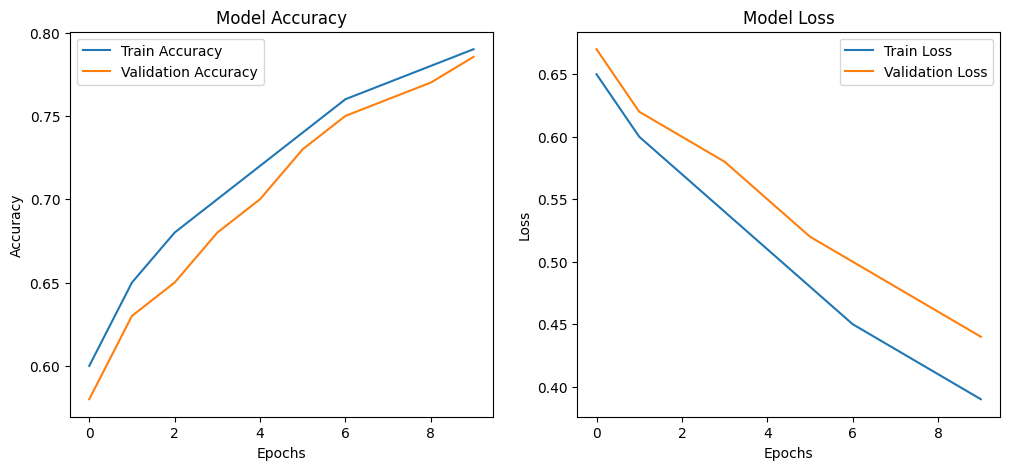 Model Accuracy
Train Accuracy
Validation Accuracy
0.80
0.75
0.70
0.65
0.60
Accuracy
0 2 4 6 8
Epochs
Model Loss
Train Loss
Validation Loss
0.65
0.60
0.55
0.50
0.45
0.40
Loss
0 2 4 6 8
Epochs